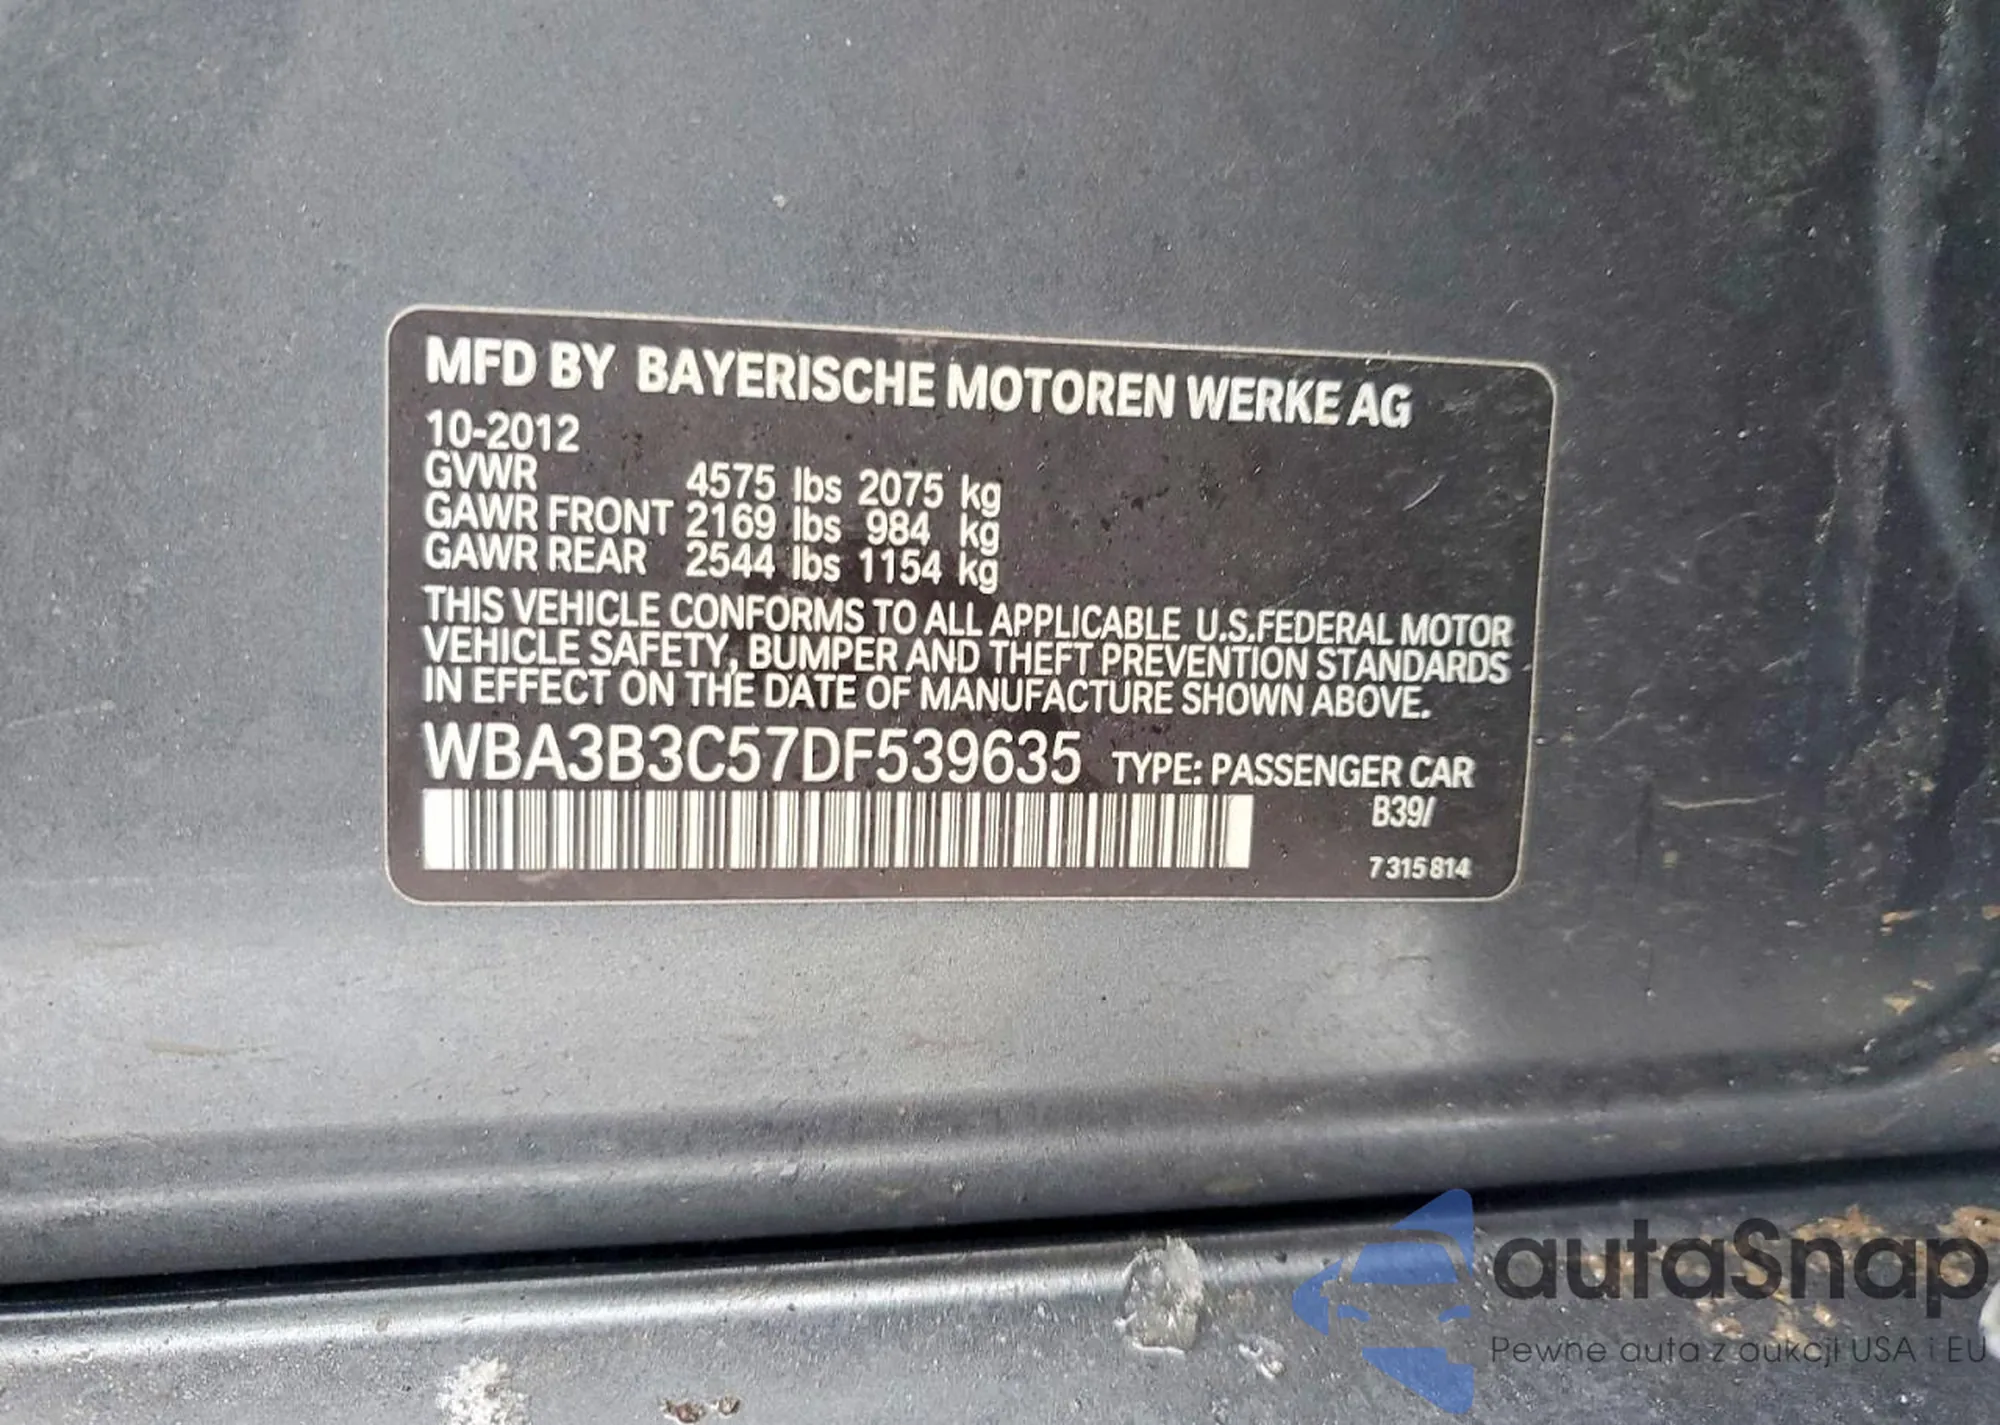 MFD BY BAYERISCHE MOTOREN WERKE AG
10-2012
GVWR 4575 lbs 2075 kg
GAWR FRONT 2169 lbs 984 kg
GAWR REAR 2544 lbs 1154 kg
THIS VEHICLE CONFORMS TO ALL APPLICABLE U.S.FEDERAL MOTOR
VEHICLE SAFETY, BUMPER AND THEFT PREVENTION STANDARDS
IN EFFECT ON THE DATE OF MANUFACTURE SHOWN ABOVE.
WBA3B3C57DF539635 TYPE: PASSENGER CAR
B39/
7315814
autaSnap
Pewne auta z aukcji USA i EU